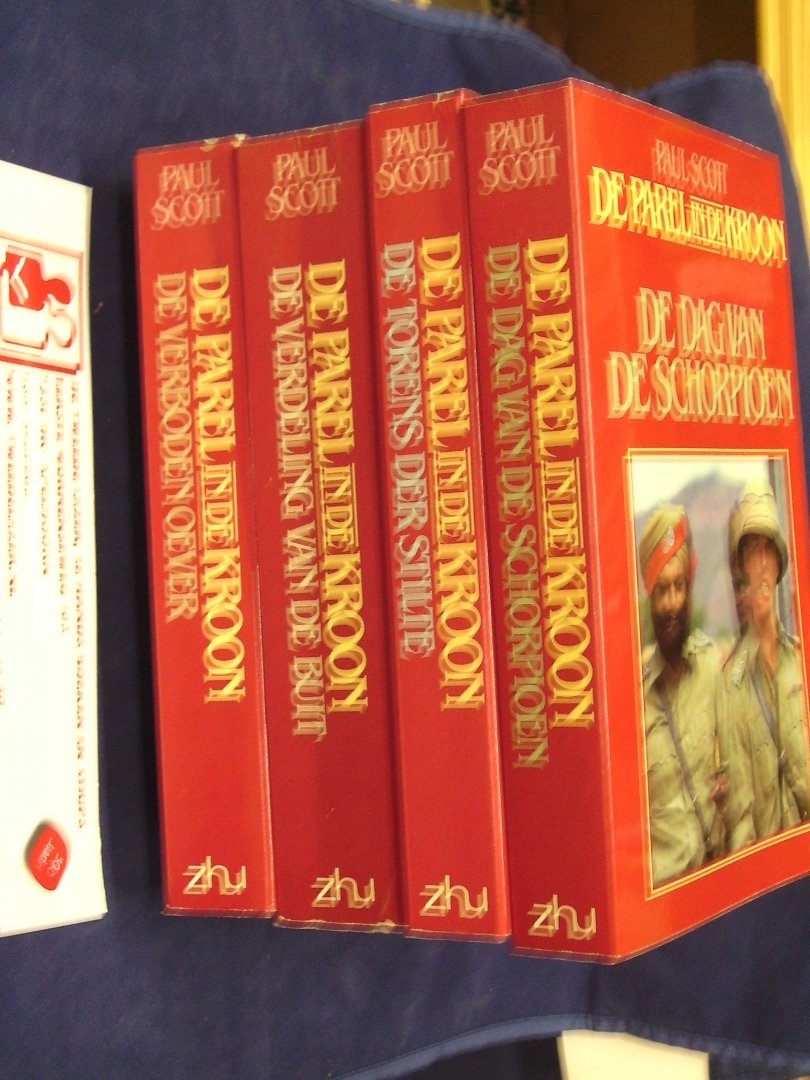 PAUL
SCOTT
DE PAREL IN DE KROON
DE VERBODEN OEVER
zhu
PAUL
SCOTT
DE PAREL IN DE KROON
DE VERDELING VAN DE BUIT
zhu
PAUL
SCOTT
DE PAREL IN DE KROON
DE TORENS DER STILTE
zhu
PAUL
SCOTT
DE PAREL IN DE KROON
DE DAG VAN DE SCHORPIOEN
zhu
PAUL SCOTT
DE PAREL IN DE KROON
DE DAG VAN
DE SCHORPIOEN